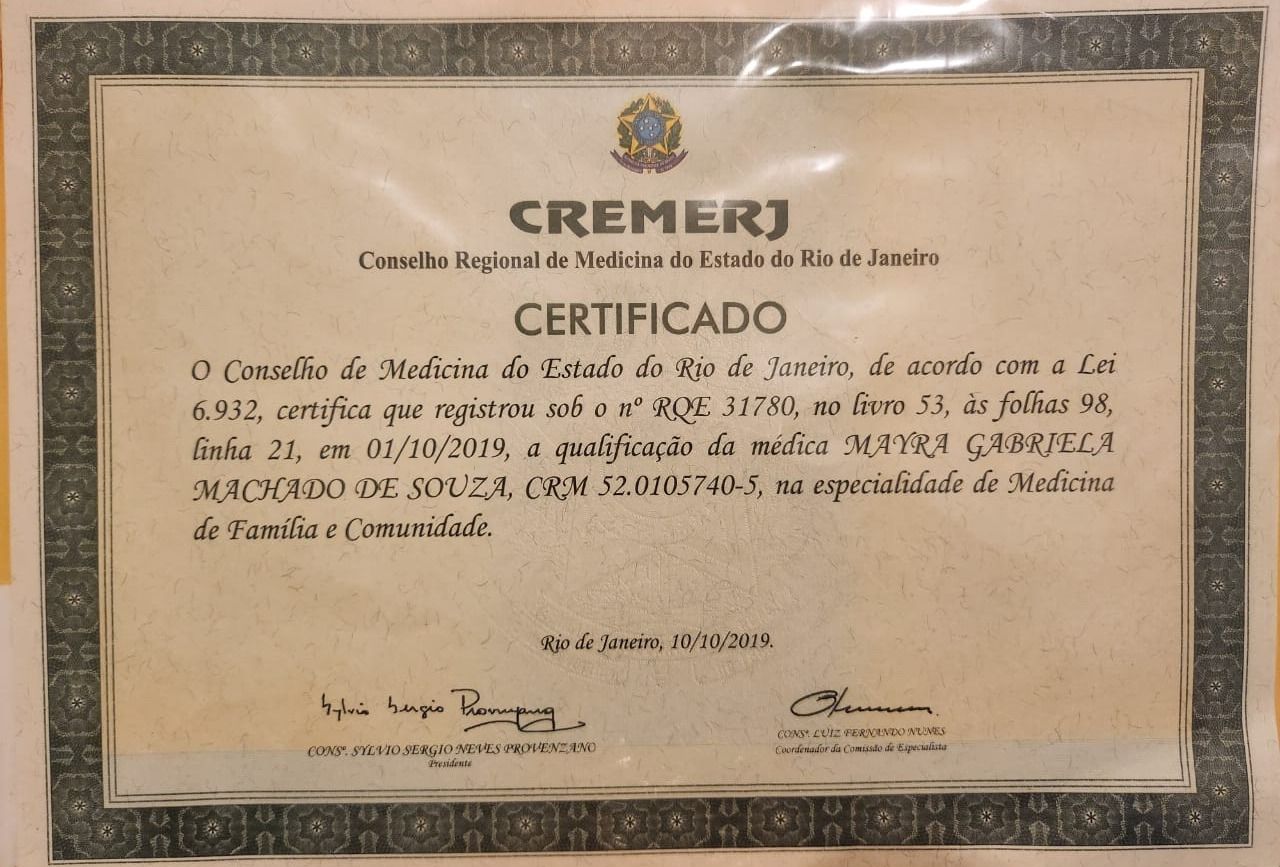 CREMERJ
Conselho Regional de Medicina do Estado do Rio de Janeiro
CERTIFICADO
O Conselho de Medicina do Estado do Rio de Janeiro, de acordo com a Lei
6.932, certifica que registrou sob o nº RQE 31780, no livro 53, às folhas 98,
linha 21, em 01/10/2019, a qualificação da médica MAYRA GABRIELA
MACHADO DE SOUZA, CRM 52.0105740-5, na especialidade de Medicina
de Família e Comunidade.
Rio de Janeiro, 10/10/2019.
Sylvio Sergio
CONSº. SYLVIO SERGIO NEVES PROVENZANO
Presidente
CONSº. LUIZ FERNANDO NUNES
Coordenador da Comissão de Especialista